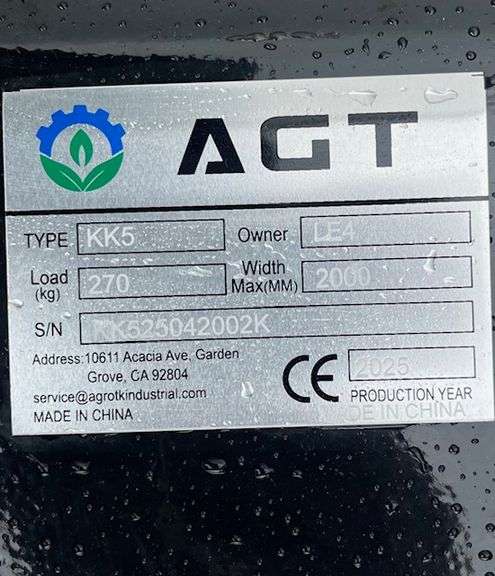 AGT
TYPE KK5 Owner LE4
Load (kg) 270 Width Max(MM) 2000
S/N KK525042002K
Address:10611 Acacia Ave, Garden
Grove, CA 92804
service@agrotkindustrial.com
MADE IN CHINA
CE 2025
PRODUCTION YEAR
DE IN CHINA